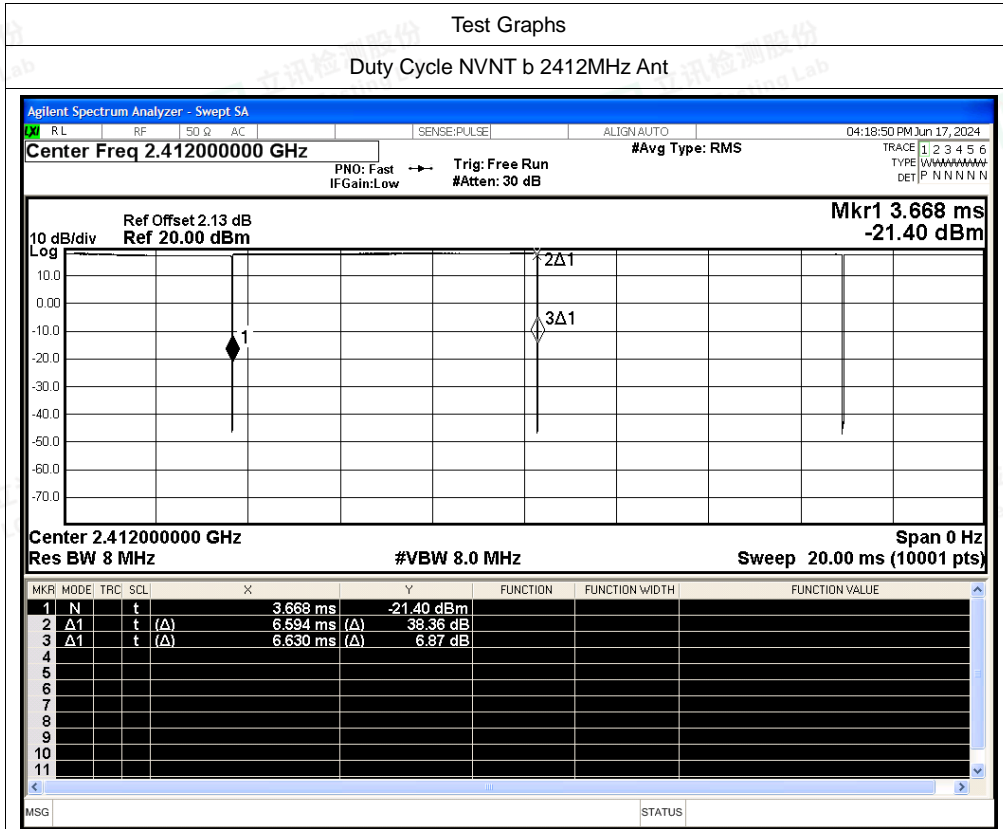 Test Graphs
Duty Cycle NVNT b 2412MHz Ant
Agilent Spectrum Analyzer - Swept SA
LXI RL RF 50 Ω AC SENSE:PULSE ALIGN AUTO 04:18:50 PM Jun 17, 2024
Center Freq 2.412000000 GHz #Avg Type: RMS TRACE 1 2 3 4 5 6
PNO: Fast Trig: Free Run TYPE WWWWWW
IFGain:Low #Atten: 30 dB DET P N N N N N
Mkr1 3.668 ms
Ref Offset 2.13 dB
10 dB/div Ref 20.00 dBm -21.40 dBm
Log
2Δ1
10.0
0.00
3Δ1
-10.0
1
-20.0
-30.0
-40.0
-50.0
-60.0
-70.0
Center 2.412000000 GHz Span 0 Hz
Res BW 8 MHz #VBW 8.0 MHz Sweep 20.00 ms (10001 pts)
MKR MODE TRC SCL X Y FUNCTION FUNCTION WIDTH FUNCTION VALUE
1 N t 3.668 ms -21.40 dBm
2 Δ1 t (Δ) 6.594 ms (Δ) 38.36 dB
3 Δ1 t (Δ) 6.630 ms (Δ) 6.87 dB
4
5
6
7
8
9
10
11
MSG STATUS
立讯检测股份